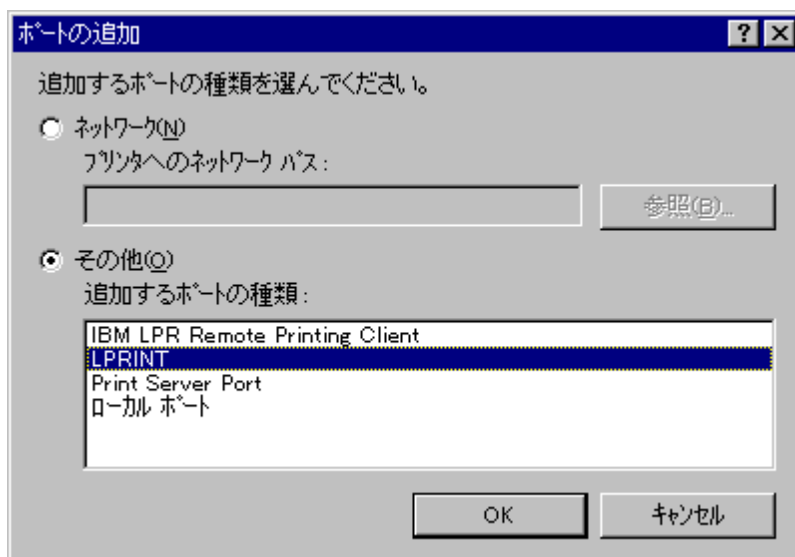 ﾎﾟｰﾄの追加
追加するﾎﾟｰﾄの種類を選んでください。
ﾈｯﾄﾜｰｸ(N)
ﾌﾟﾘﾝﾀへのﾈｯﾄﾜｰｸ ﾊﾟｽ:
参照(B)...
その他(O)
追加するﾎﾟｰﾄの種類:
IBM LPR Remote Printing Client
LPRINT
Print Server Port
ﾛｰｶﾙ ﾎﾟｰﾄ
OK
ｷｬﾝｾﾙ